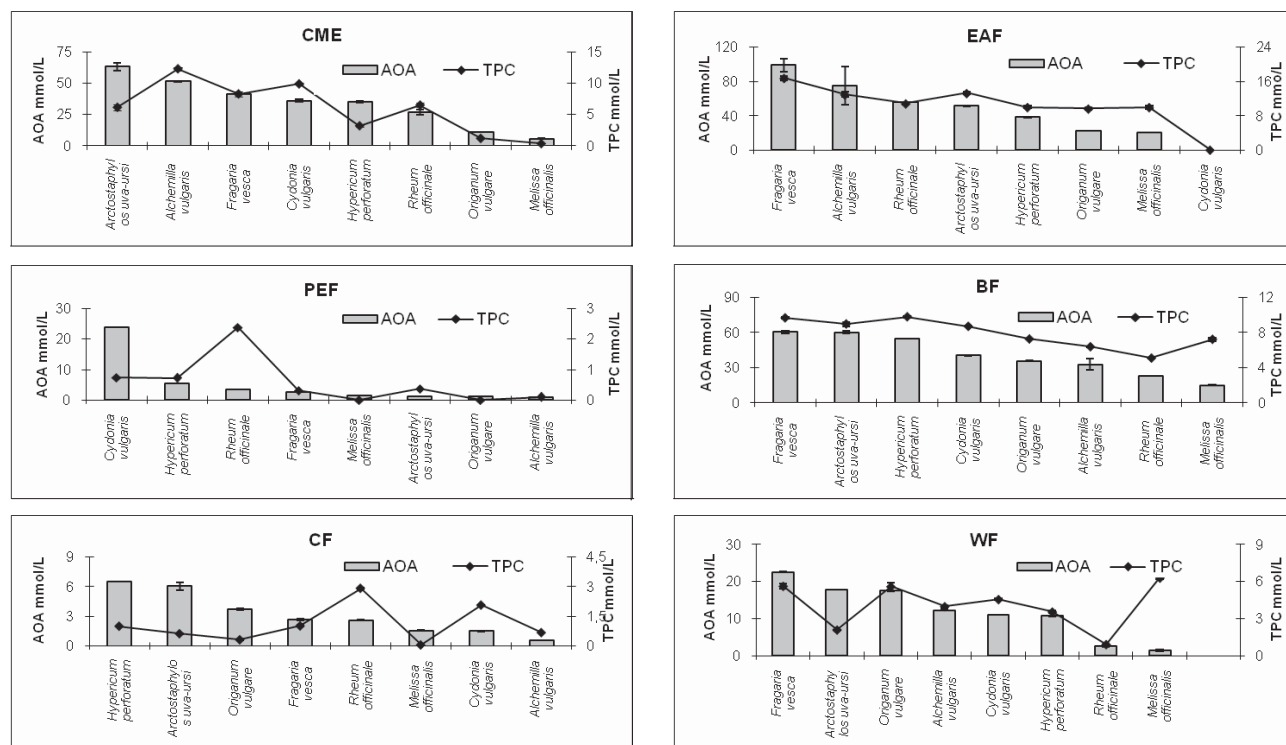 CME
AOA
TPC
AOA mmol/L
75
50
25
0
TPC mmol/L
15
10
5
0
Arctostaphyl
os uva-ursi
Alchemilla
vulgaris
Fragaria
vesca
Cydonia
vulgaris
Hypericum
perforatum
Rheum
officinale
Origanum
vulgare
Melissa
officinalis
EAF
AOA
TPC
AOA mmol/L
120
80
40
0
TPC mmol/L
24
16
8
0
Fragaria
vesca
Alchemilla
vulgaris
Rheum
officinale
Arctostaphyl
os uva-ursi
Hypericum
perforatum
Origanum
vulgare
Melissa
officinalis
Cydonia
vulgaris
PEF
AOA
TPC
AOA mmol/L
30
20
10
0
TPC mmol/L
3
2
1
0
Cydonia
vulgaris
Hypericum
perforatum
Rheum
officinale
Fragaria
vesca
Melissa
officinalis
Arctostaphyl
os uva-ursi
Origanum
vulgare
Alchemilla
vulgaris
BF
AOA
TPC
AOA mmol/L
90
60
30
0
TPC mmol/L
12
8
4
0
Fragaria
vesca
Arctostaphyl
os uva-ursi
Hypericum
perforatum
Cydonia
vulgaris
Origanum
vulgare
Alchemilla
vulgaris
Rheum
officinale
Melissa
officinalis
CF
AOA
TPC
AOA mmol/L
9
6
3
0
TPC mmol/L
4,5
3
1,5
0
Hypericum
perforatum
Arctostaphylo
s uva-ursi
Origanum
vulgare
Fragaria
vesca
Rheum
officinale
Melissa
officinalis
Cydonia
vulgaris
Alchemilla
vulgaris
WF
AOA
TPC
AOA mmol/L
30
20
10
0
TPC mmol/L
9
6
3
0
Fragaria
vesca
Arctostaphy
los uva-ursi
Origanum
vulgare
Alchemilla
vulgaris
Cydonia
vulgaris
Hypericum
perforatum
Rheum
officinale
Melissa
officinalis